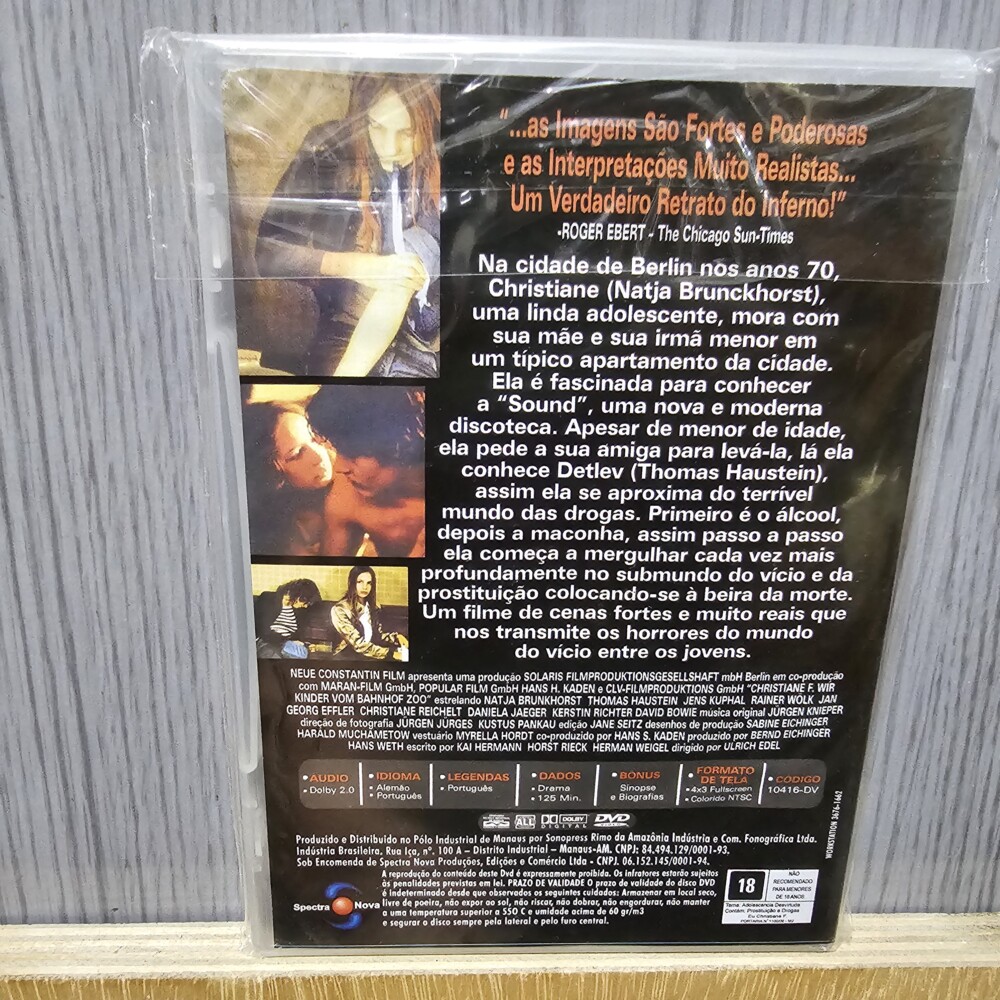 "...as Imagens São Fortes e Poderosas
e as Interpretações Muito Realistas...
Um Verdadeiro Retrato do Inferno!"
-ROGER EBERT - The Chicago Sun-Times
Na cidade de Berlin nos anos 70,
Christiane (Natja Brunckhorst),
uma linda adolescente, mora com
sua mãe e sua irmã menor em
um típico apartamento da cidade.
Ela é fascinada para conhecer
a "Sound", uma nova e moderna
discoteca. Apesar de menor de idade,
ela pede a sua amiga para levá-la, lá ela
conhece Detlev (Thomas Haustein),
assim ela se aproxima do terrível
mundo das drogas. Primeiro é o álcool,
depois a maconha, assim passo a passo
ela começa a mergulhar cada vez mais
profundamente no submundo do vício e da
prostituição colocando-se à beira da morte.
Um filme de cenas fortes e muito reais que
nos transmite os horrores do mundo
do vício entre os jovens.
NEUE CONSTANTIN FILM apresenta uma produção SOLARIS FILMPRODUKTIONSGESELLSHAFT mbH Berlin em co-produção
com MARAN-FILM GmbH, POPULAR FILM GmbH HANS H. KADEN e CLV-FILMPRODUKTIONS GmbH "CHRISTIANE F. WIR
KINDER VOM BAHNHOF ZOO" estrelando NATJA BRUNKHORST THOMAS HAUSTEIN JENS KUPHAL RAINER WÖLK JAN
GEORG EFFLER CHRISTIANE REICHELT DANIELA JAEGER KERSTIN RICHTER DAVID BOWIE música original JÜRGEN KNIEPER
direção de fotografia JÜRGEN JÜRGES KUSTUS PANKAU edição JANE SEITZ desenhos de produção SABINE EICHINGER
HARALD MUCHAMETOW vestuário MYRELLA HORDT co-produzido por HANS S. KADEN produzido por BERND EICHINGER
HANS WETH escrito por KAI HERMANN HORST RIECK HERMAN WEIGEL dirigido por ULRICH EDEL
• AUDIO
• Dolby 2.0
• IDIOMA
• Alemão
• Português
• LEGENDAS
• Português
• DADOS
• Drama
• 125 Min.
• BÔNUS
Sinopse
e Biografias
• FORMATO
DE TELA
• 4x3 Fullscreen
• Colorido NTSC
• CÓDIGO
10416-DV
ALL
DOLBY
DIGITAL
DVD
WORKSTATION 3676-1662
Produzido e Distribuído no Pólo Industrial de Manaus por Sonopress Rimo da Amazônia Indústria e Com. Fonográfica Ltda.
Indústria Brasileira. Rua Iça, nº. 100 A – Distrito Industrial – Manaus-AM. CNPJ: 84.494.129/0001-93,
Sob Encomenda de Spectra Nova Produções, Edições e Comércio Ltda - CNPJ. 06.152.145/0001-94.
A reprodução do conteúdo deste Dvd é expressamente proibida. Os infratores estarão sujeitos
às penalidades previstas em lei. PRAZO DE VALIDADE O prazo de validade do disco DVD
é indeterminado desde que observados os seguintes cuidados: Armazenar em local seco,
livre de poeira, não expor ao sol, não riscar, não dobrar, não engordurar, não manter
a uma temperatura superior a 550 C e umidade acima de 60 gr/m3
e segurar o disco sempre pela lateral e pelo furo central.
Spectra Nova
18
NÃO
RECOMENDADO
PARA MENORES
DE 18 ANOS
Tema: Adolescência Desvirtuada
Contém: Prostituição e Drogas